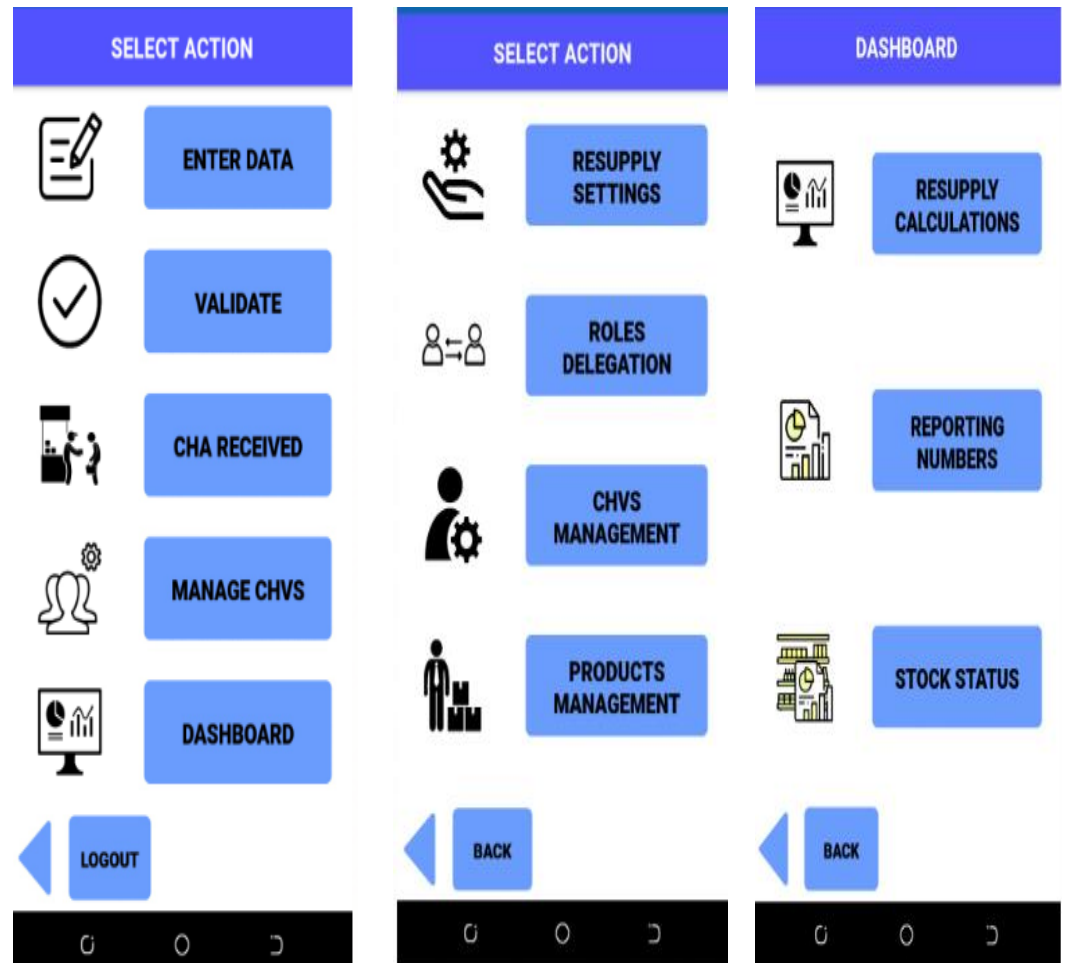 SELECT ACTION
ENTER DATA
VALIDATE
CHA RECEIVED
MANAGE CHVS
DASHBOARD
LOGOUT
SELECT ACTION
RESUPPLY
SETTINGS
ROLES
DELEGATION
CHVS
MANAGEMENT
PRODUCTS
MANAGEMENT
BACK
DASHBOARD
RESUPPLY
CALCULATIONS
REPORTING
NUMBERS
STOCK STATUS
BACK